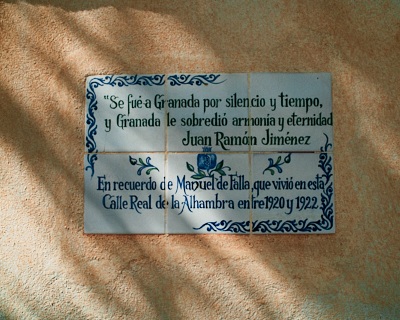 "Se fué a Granada por silencio y tiempo,
y Granada le sobredió armonía y eternidad
Juan Ramón Jiménez
En recuerdo de Manuel de Falla, que vivió en esta
Calle Real de la Alhambra entre 1920 y 1922